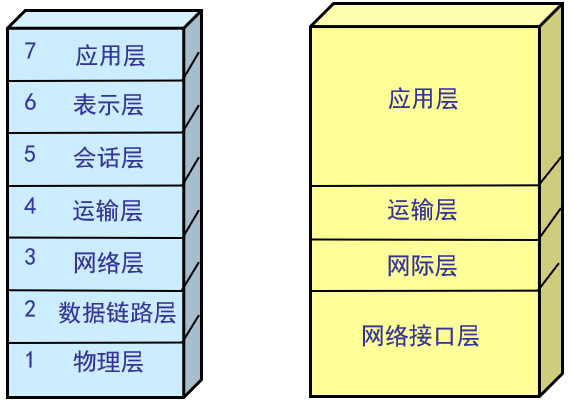 7 应用层
6 表示层
5 会话层
4 运输层
3 网络层
2 数据链路层
1 物理层
应用层
运输层
网际层
网络接口层